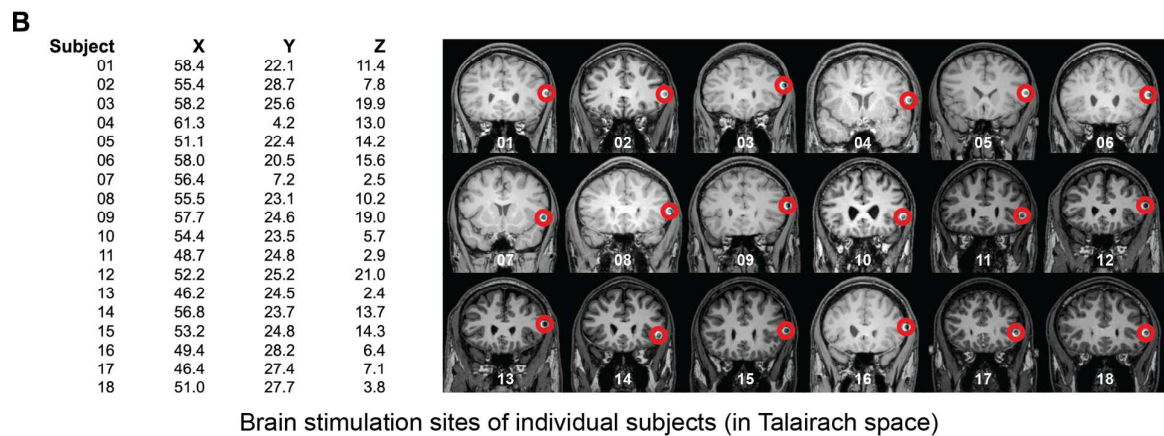 B
Subject X Y Z
01 58.4 22.1 11.4
02 55.4 28.7 7.8
03 58.2 25.6 19.9
04 61.3 4.2 13.0
05 51.1 22.4 14.2
06 58.0 20.5 15.6
07 56.4 7.2 2.5
08 55.5 23.1 10.2
09 57.7 24.6 19.0
10 54.4 23.5 5.7
11 48.7 24.8 2.9
12 52.2 25.2 21.0
13 46.2 24.5 2.4
14 56.8 23.7 13.7
15 53.2 24.8 14.3
16 49.4 28.2 6.4
17 46.4 27.4 7.1
18 51.0 27.7 3.8
01 02 03 04 05 06
07 08 09 10 11 12
13 14 15 16 17 18
Brain stimulation sites of individual subjects (in Talairach space)